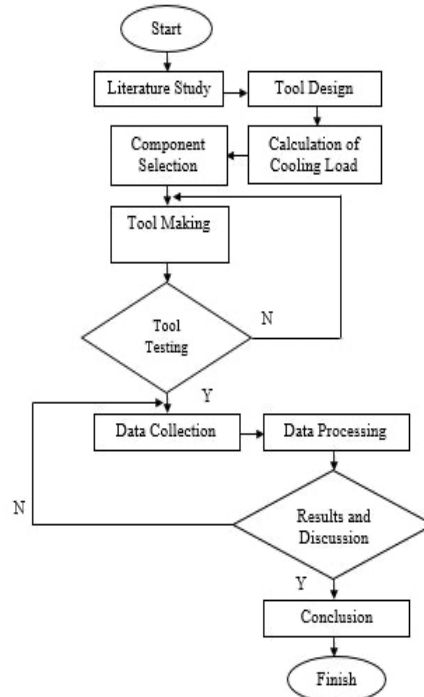 Start
Literature Study
Tool Design
Component
Selection
Calculation of
Cooling Load
Tool Making
Tool
Testing
N
Y
Data Collection
Data Processing
N
Results and
Discussion
Y
Conclusion
Finish